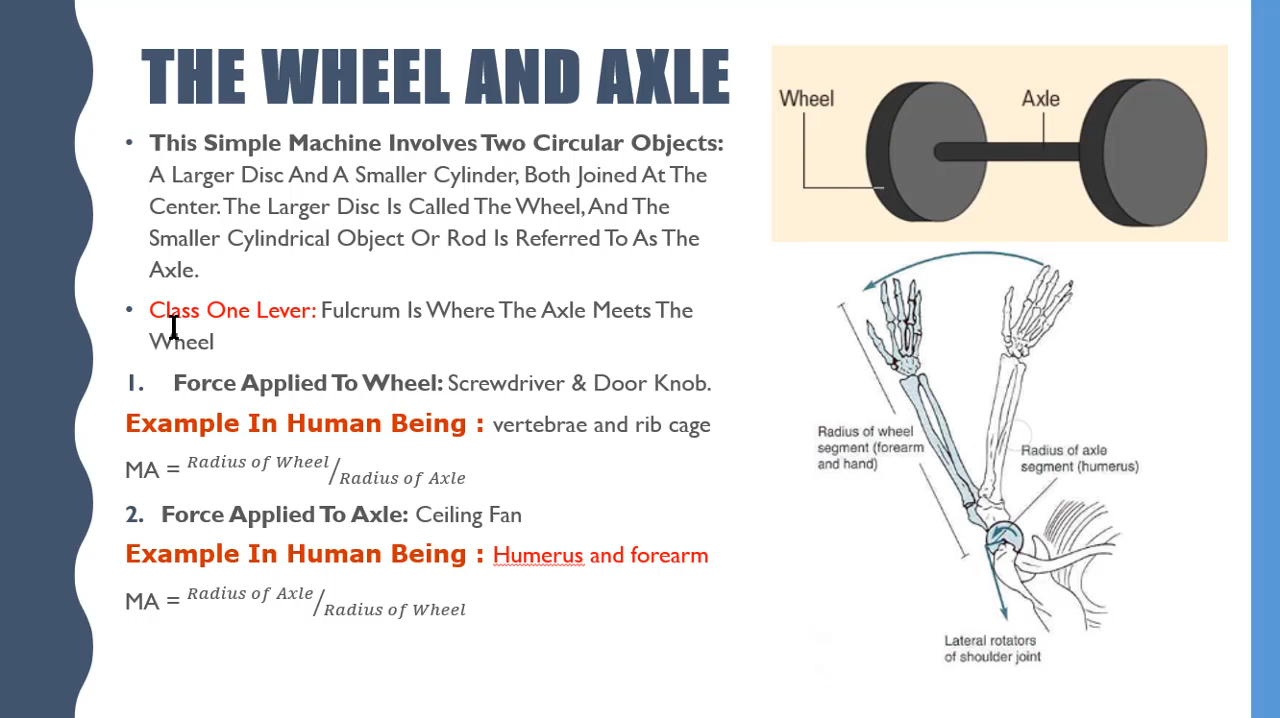 THE WHEEL AND AXLE
• This Simple Machine Involves Two Circular Objects:
A Larger Disc And A Smaller Cylinder, Both Joined At The
Center. The Larger Disc Is Called The Wheel, And The
Smaller Cylindrical Object Or Rod Is Referred To As The
Axle.
• Class One Lever: Fulcrum Is Where The Axle Meets The
Wheel
1. Force Applied To Wheel: Screwdriver & Door Knob.
Example In Human Being : vertebrae and rib cage
MA = Radius of Wheel/Radius of Axle
2. Force Applied To Axle: Ceiling Fan
Example In Human Being : Humerus and forearm
MA = Radius of Axle/Radius of Wheel
Wheel
Axle
Radius of wheel
segment (forearm
and hand)
Radius of axle
segment (humerus)
Lateral rotators
of shoulder joint